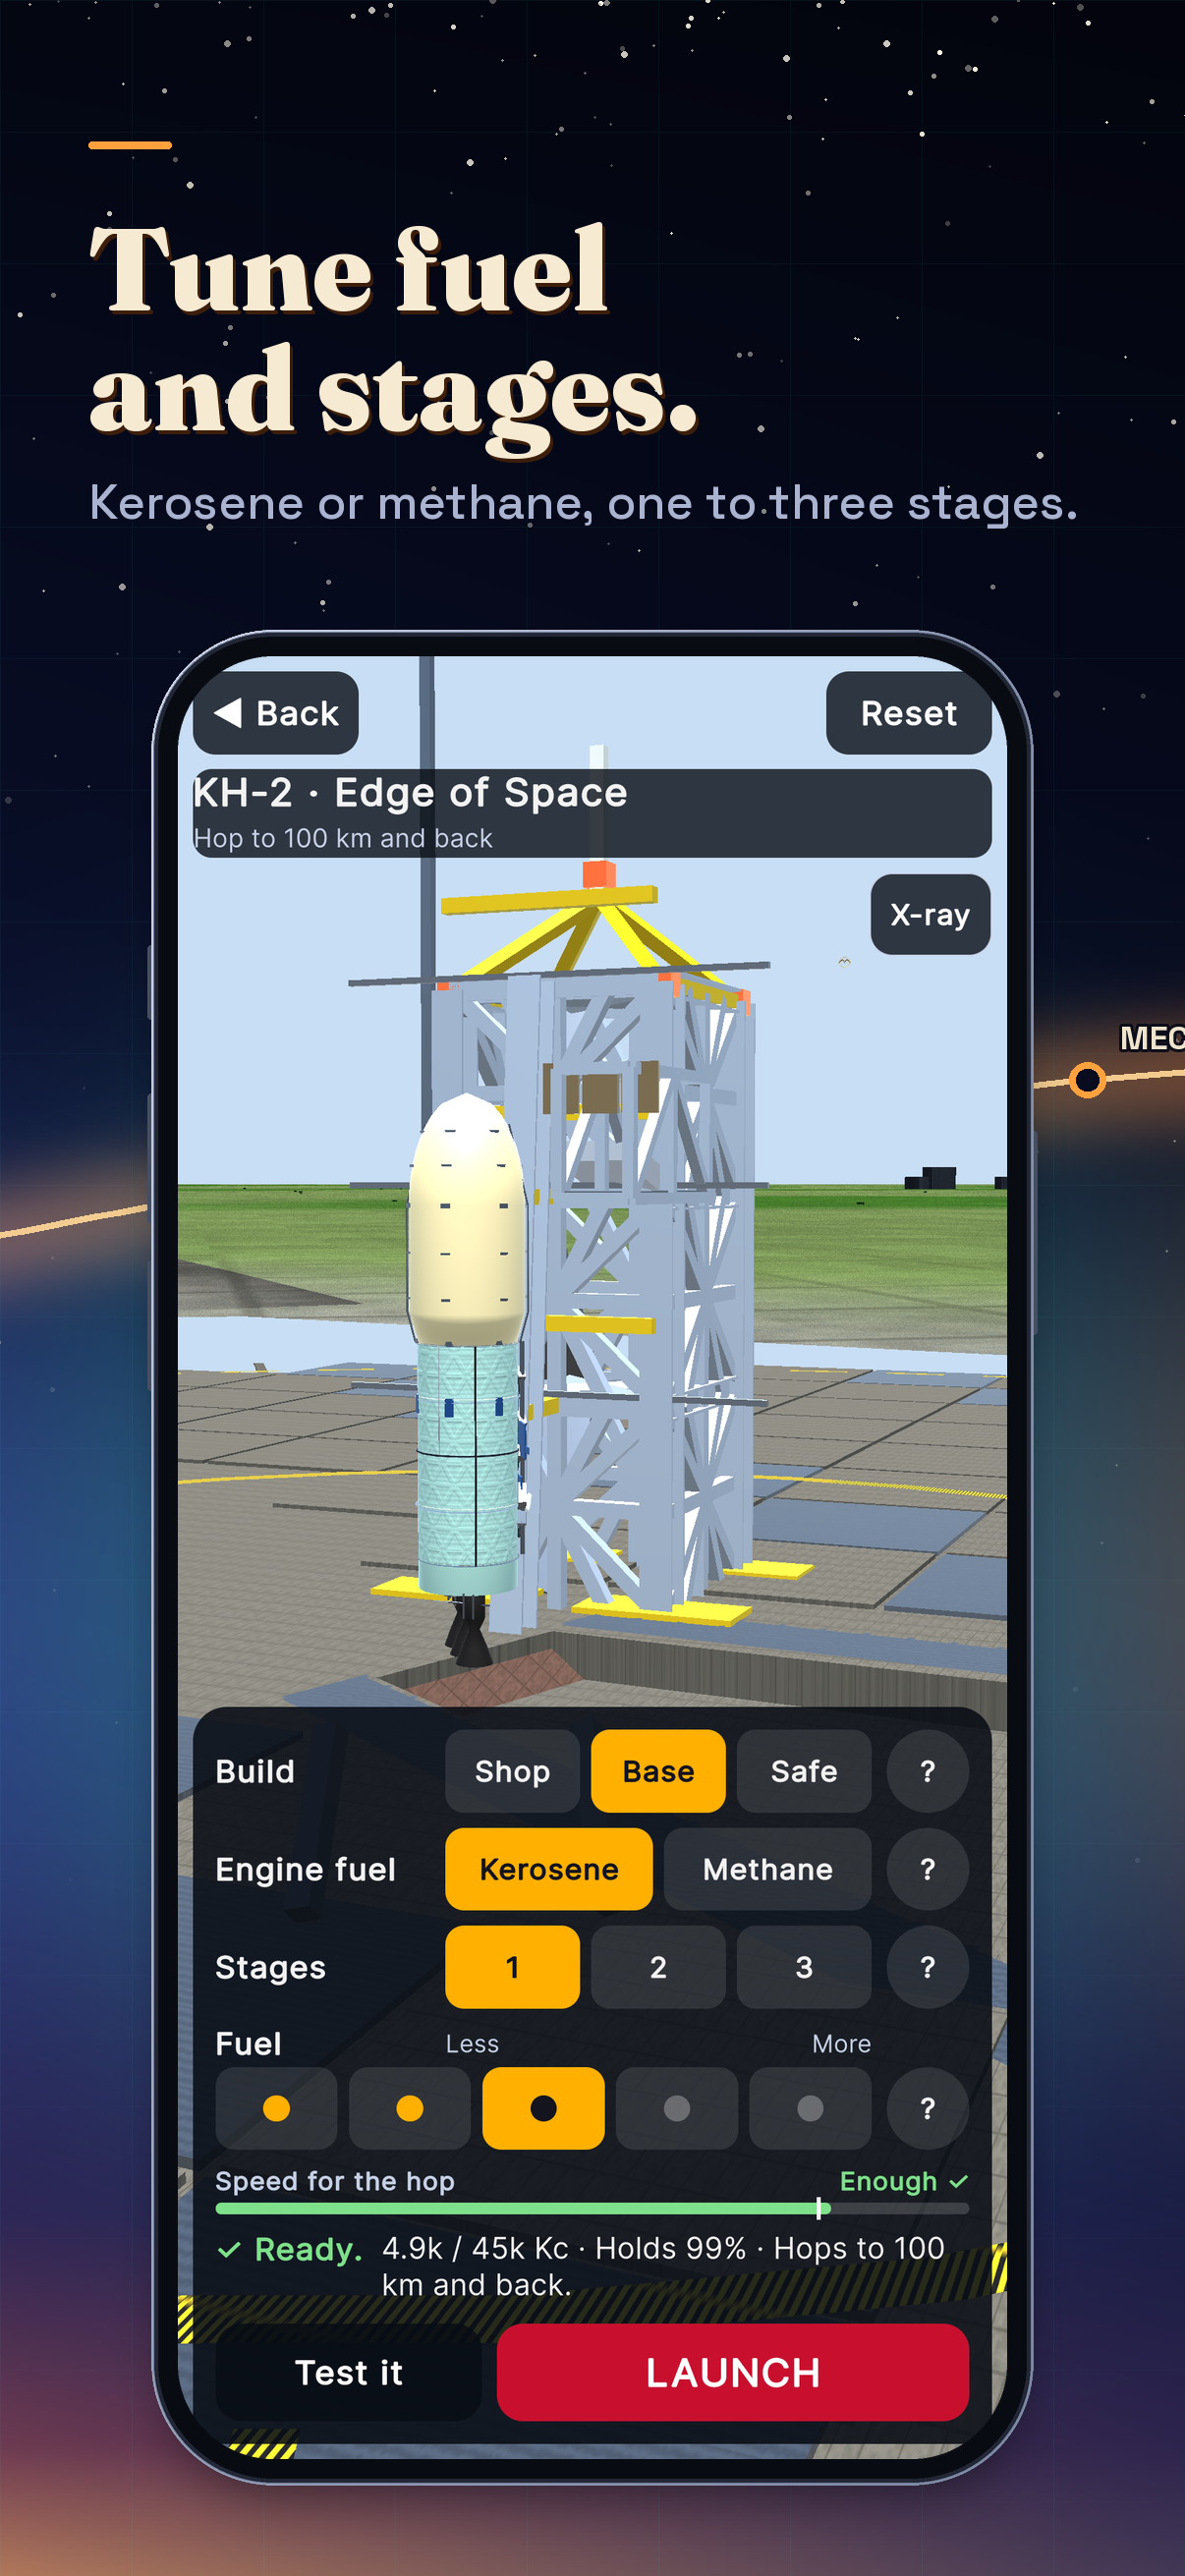 Tune fuel
and stages.
Kerosene or methane, one to three stages.
◀ Back
Reset
KH-2 · Edge of Space
Hop to 100 km and back
X-ray
MEC
Build
Shop
Base
Safe
?
Engine fuel
Kerosene
Methane
?
Stages
1
2
3
?
Fuel
Less
More
?
Speed for the hop
Enough ✓
✓ Ready.
4.9k / 45k Kc · Holds 99% · Hops to 100
km and back.
Test it
LAUNCH